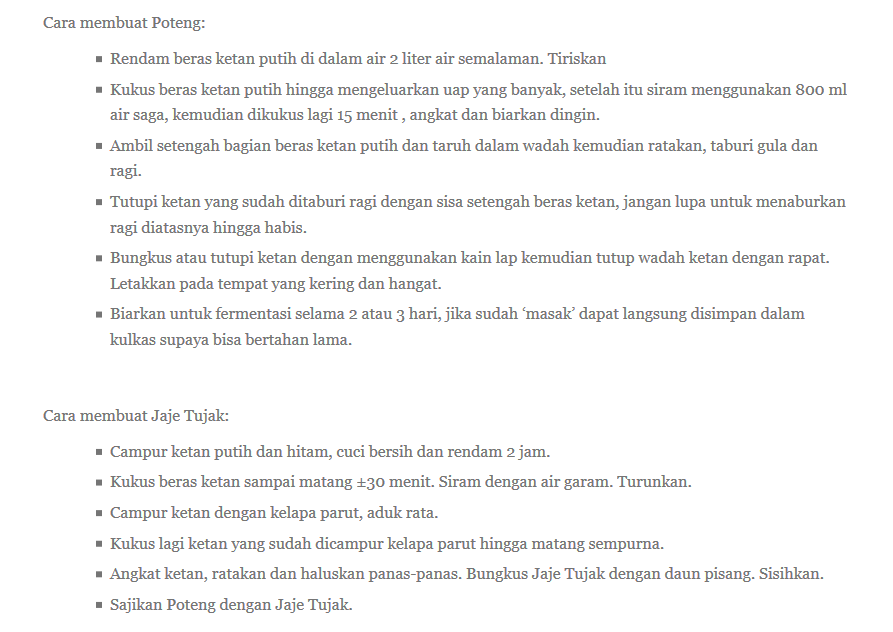 Cara membuat Poteng:
Rendam beras ketan putih di dalam air 2 liter air semalaman. Tiriskan
Kukus beras ketan putih hingga mengeluarkan uap yang banyak, setelah itu siram menggunakan 800 ml
air saga, kemudian dikukus lagi 15 menit , angkat dan biarkan dingin.
Ambil setengah bagian beras ketan putih dan taruh dalam wadah kemudian ratakan, taburi gula dan
ragi.
Tutupi ketan yang sudah ditaburi ragi dengan sisa setengah beras ketan, jangan lupa untuk menaburkan
ragi diatasnya hingga habis.
Bungkus atau tutupi ketan dengan menggunakan kain lap kemudian tutup wadah ketan dengan rapat.
Letakkan pada tempat yang kering dan hangat.
Biarkan untuk fermentasi selama 2 atau 3 hari, jika sudah ‘masak’ dapat langsung disimpan dalam
kulkas supaya bisa bertahan lama.
Cara membuat Jaje Tujak:
Campur ketan putih dan hitam, cuci bersih dan rendam 2 jam.
Kukus beras ketan sampai matang ±30 menit. Siram dengan air garam. Turunkan.
Campur ketan dengan kelapa parut, aduk rata.
Kukus lagi ketan yang sudah dicampur kelapa parut hingga matang sempurna.
Angkat ketan, ratakan dan haluskan panas-panas. Bungkus Jaje Tujak dengan daun pisang. Sisihkan.
Sajikan Poteng dengan Jaje Tujak.